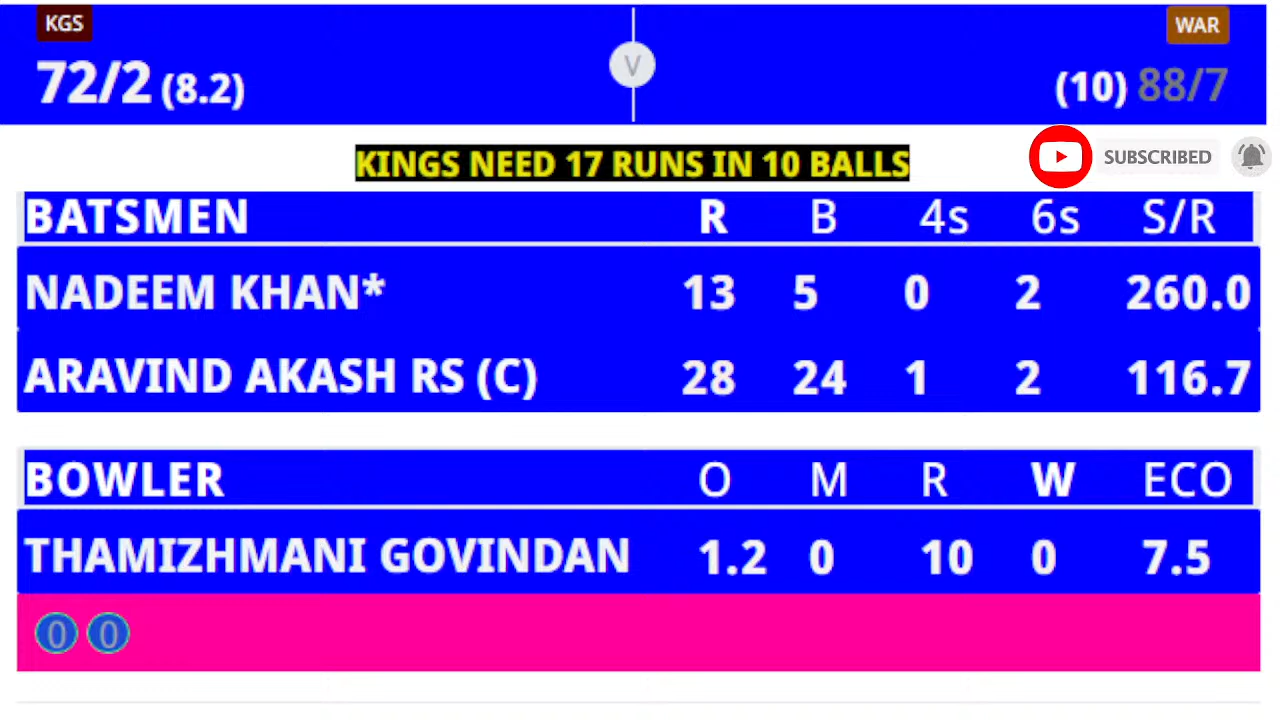 KGS
WAR
72/2 (8.2)
V
(10) 88/7
KINGS NEED 17 RUNS IN 10 BALLS
SUBSCRIBED
BATSMEN R B 4s 6s S/R
NADEEM KHAN* 13 5 0 2 260.0
ARAVIND AKASH RS (C) 28 24 1 2 116.7
BOWLER O M R W ECO
THAMIZHMANI GOVINDAN 1.2 0 10 0 7.5
0 0